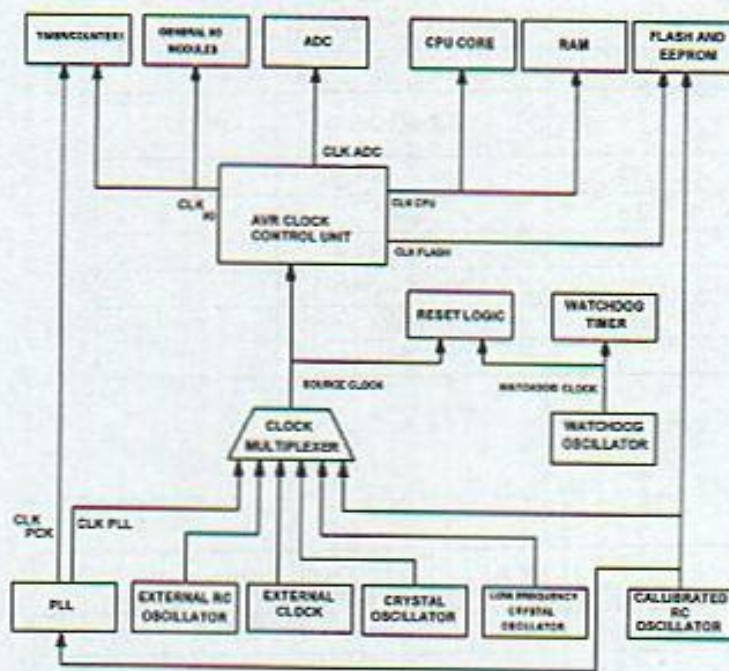 TIMER/COUNTER1
GENERAL I/O
MODULES
ADC
CPU CORE
RAM
FLASH AND
EEPROM
CLK ADC
CLK
I/O
AVR CLOCK
CONTROL UNIT
CLK CPU
CLK FLASH
RESET LOGIC
WATCHDOG
TIMER
SOURCE CLOCK
WATCHDOG CLOCK
CLOCK
MULTIPLEXER
WATCHDOG
OSCILLATOR
CLK
PCK
CLK PLL
PLL
EXTERNAL RC
OSCILLATOR
EXTERNAL
CLOCK
CRYSTAL
OSCILLATOR
LOW FREQUENCY
CRYSTAL
OSCILLATOR
CALLIBRATED
RC
OSCILLATOR